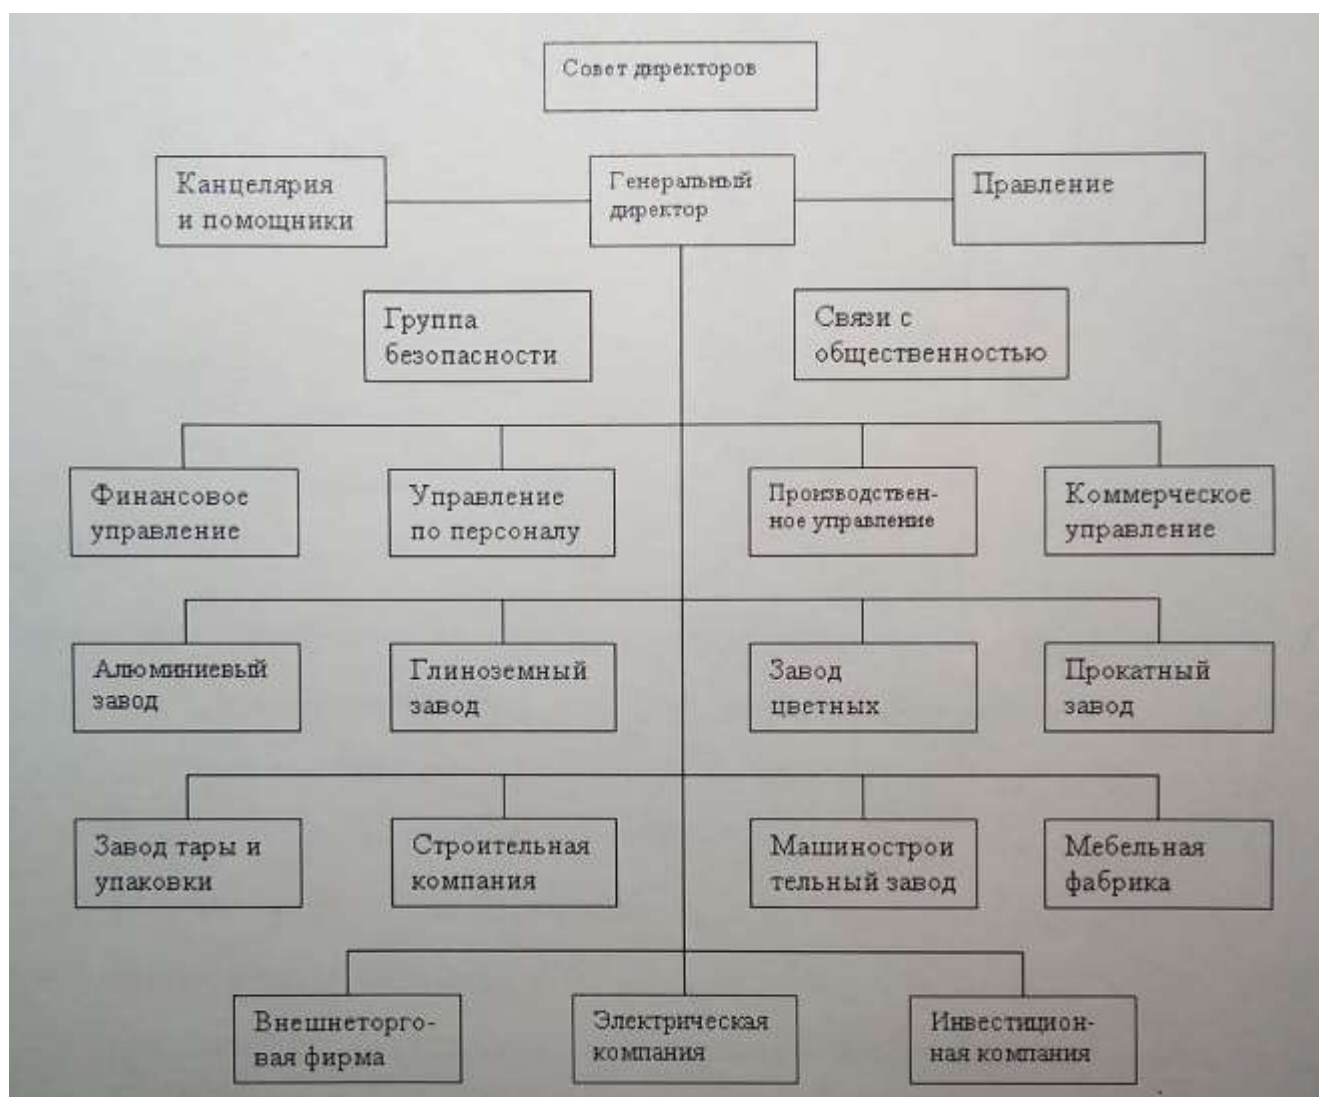 Совет директоров
Канцелярия
и помощники
Генеральный
директор
Правление
Группа
безопасности
Связи с
общественностью
Финансовое
управление
Управление
по персоналу
Производствен-
ное управление
Коммерческое
управление
Алюминиевый
завод
Глиноземный
завод
Завод
цветных
Прокатный
завод
Завод тары и
упаковки
Строительная
компания
Машинострои
тельный завод
Мебельная
фабрика
Внешнеторго-
вая фирма
Электрическая
компания
Инвестицион-
ная компания